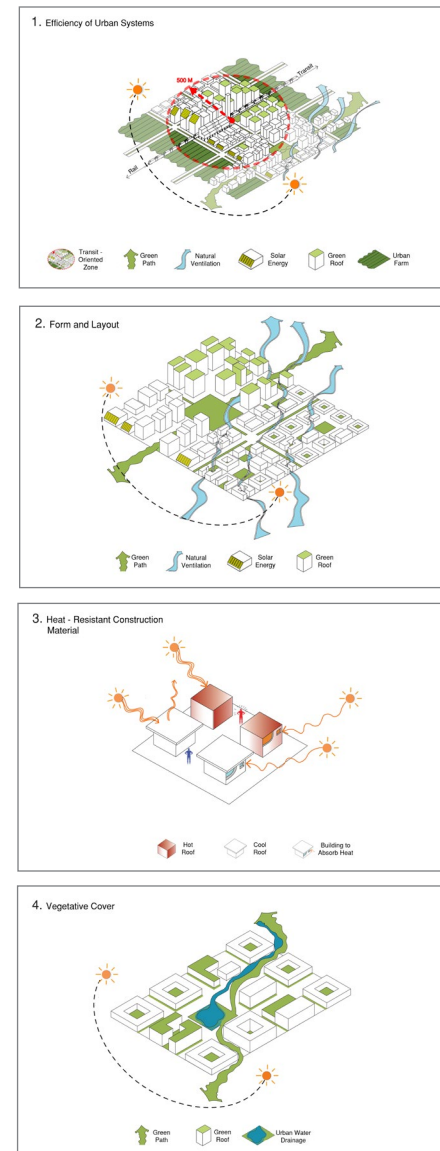 1. Efficiency of Urban Systems
500 M
Transit
Rail
Transit -
Oriented
Zone
Green
Path
Natural
Ventilation
Solar
Energy
Green
Roof
Urban
Farm
2. Form and Layout
Green
Path
Natural
Ventilation
Solar
Energy
Green
Roof
3. Heat - Resistant Construction
Material
Hot
Roof
Cool
Roof
Building to
Absorb Heat
4. Vegetative Cover
Green
Path
Green
Roof
Urban Water
Drainage